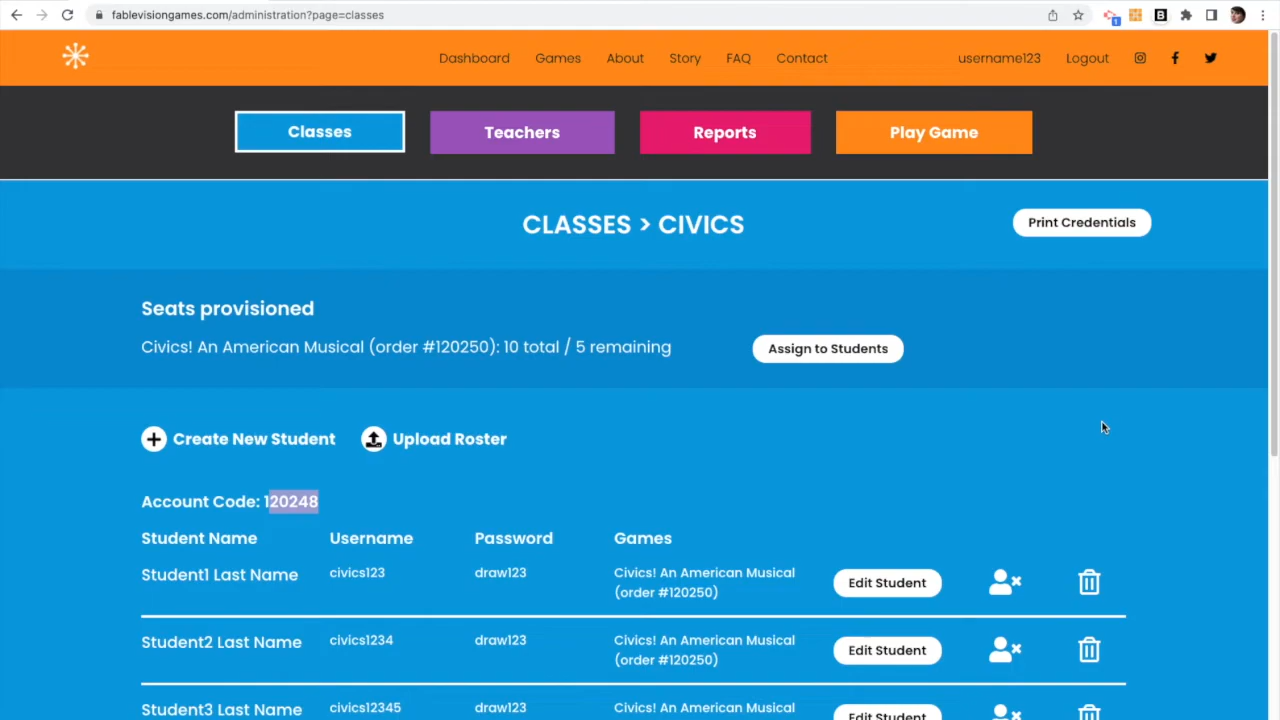 fablevisiongames.com/administration?page=classes
1
B
Dashboard Games About Story FAQ Contact username123 Logout
Classes Teachers Reports Play Game
CLASSES > CIVICS
Print Credentials
Seats provisioned
Civics! An American Musical (order #120250): 10 total / 5 remaining
Assign to Students
Create New Student Upload Roster
Account Code: 120248
Student Name Username Password Games
Student1 Last Name civics123 draw123 Civics! An American Musical
(order #120250)
Edit Student
Student2 Last Name civics1234 draw123 Civics! An American Musical
(order #120250)
Edit Student
Student3 Last Name civics12345 draw123 Civics! An American Musical
Edit Student